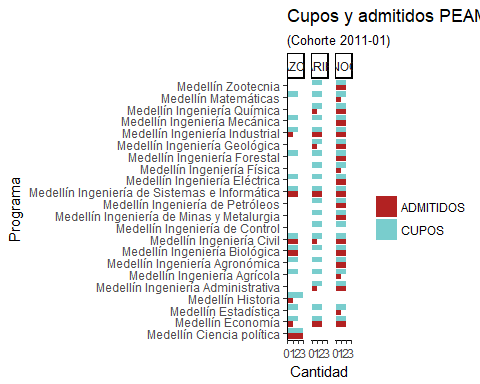 Cupos y admitidos PEAM
(Cohorte 2011-01)
Medellín Zootecnia
Medellín Matemáticas
Medellín Ingeniería Química
Medellín Ingeniería Mecánica
Medellín Ingeniería Industrial
Medellín Ingeniería Geológica
Medellín Ingeniería Forestal
Medellín Ingeniería Física
Medellín Ingeniería Eléctrica
Medellín Ingeniería de Sistemas e Informática
Medellín Ingeniería de Petróleos
Medellín Ingeniería de Minas y Metalurgia
Medellín Ingeniería de Control
Medellín Ingeniería Civil
Medellín Ingeniería Biológica
Medellín Ingeniería Agronómica
Medellín Ingeniería Agrícola
Medellín Ingeniería Administrativa
Medellín Historia
Medellín Estadística
Medellín Economía
Medellín Ciencia política
Programa
0123 0123 0123
Cantidad
ADMITIDOS
CUPOS